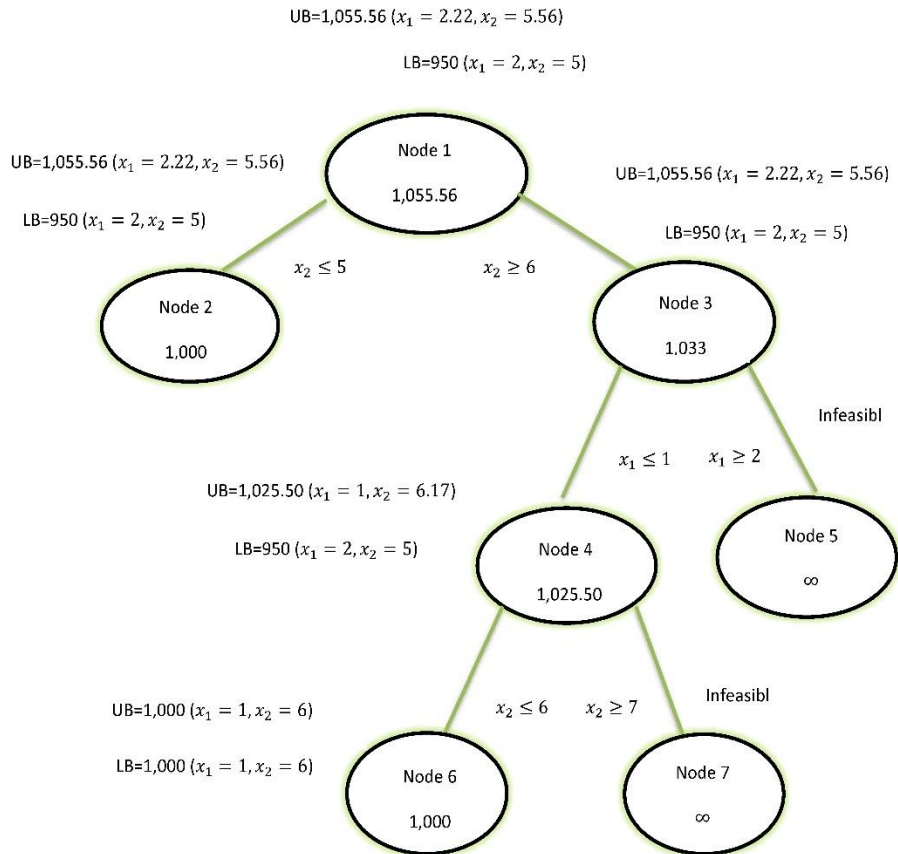 UB=1,055.56 (x₁ = 2.22, x₂ = 5.56)
LB=950 (x₁ = 2, x₂ = 5)
Node 1
1,055.56
UB=1,055.56 (x₁ = 2.22, x₂ = 5.56)
LB=950 (x₁ = 2, x₂ = 5)
UB=1,055.56 (x₁ = 2.22, x₂ = 5.56)
LB=950 (x₁ = 2, x₂ = 5)
x₂ ≤ 5
x₂ ≥ 6
Node 2
1,000
Node 3
1,033
Infeasibl
x₁ ≤ 1
x₁ ≥ 2
UB=1,025.50 (x₁ = 1, x₂ = 6.17)
LB=950 (x₁ = 2, x₂ = 5)
Node 4
1,025.50
Node 5
∞
Infeasibl
x₂ ≤ 6
x₂ ≥ 7
UB=1,000 (x₁ = 1, x₂ = 6)
LB=1,000 (x₁ = 1, x₂ = 6)
Node 6
1,000
Node 7
∞